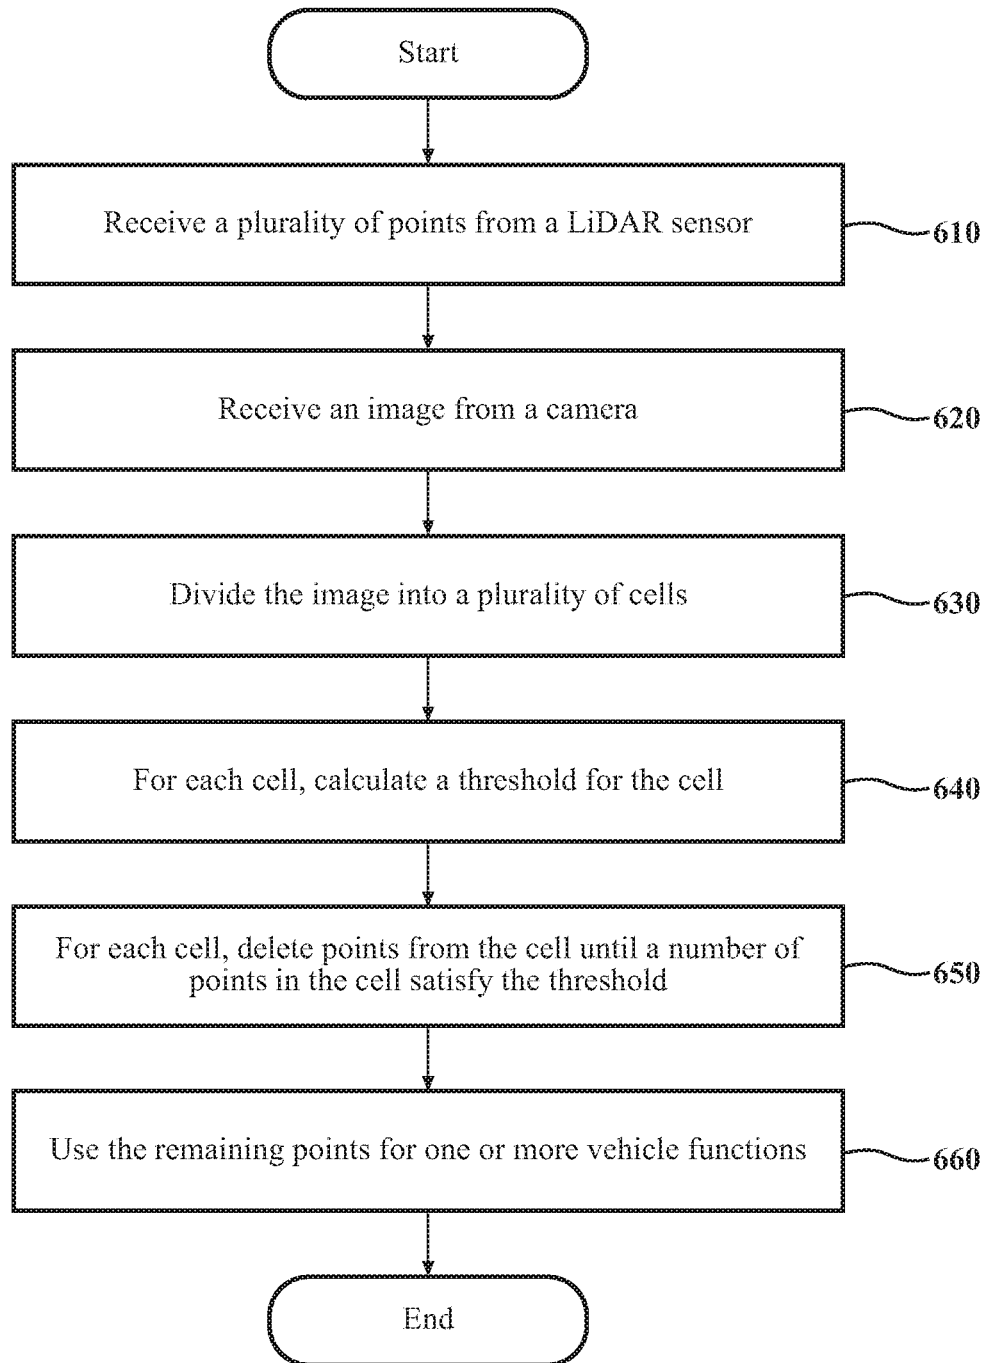 Start
Receive a plurality of points from a LiDAR sensor
610
Receive an image from a camera
620
Divide the image into a plurality of cells
630
For each cell, calculate a threshold for the cell
640
For each cell, delete points from the cell until a number of
points in the cell satisfy the threshold
650
Use the remaining points for one or more vehicle functions
660
End